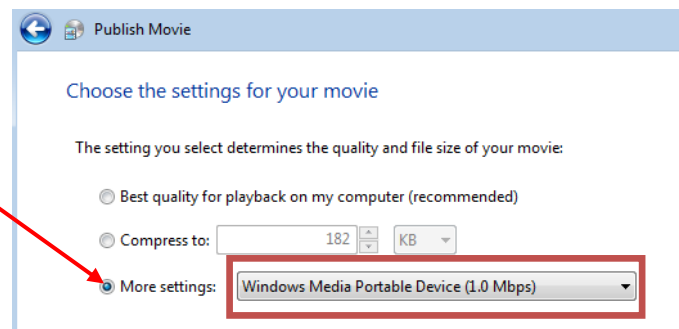 Publish Movie
Choose the settings for your movie
The setting you select determines the quality and file size of your movie:
Best quality for playback on my computer (recommended)
Compress to: 182 KB
More settings: Windows Media Portable Device (1.0 Mbps)